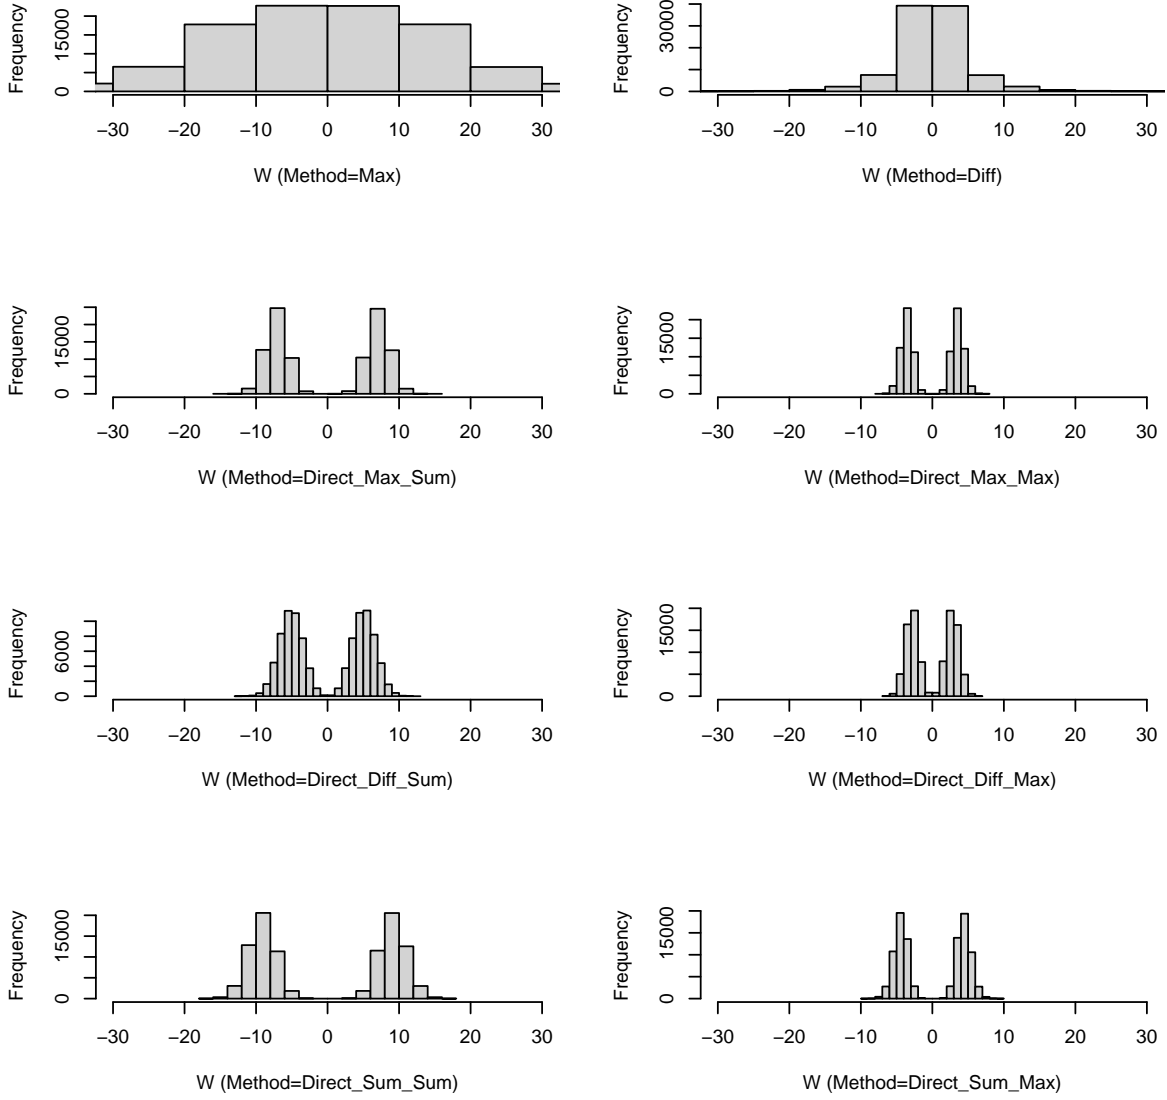 Frequency
0 15000
−30 −20 −10 0 10 20 30
W (Method=Max)
Frequency
0 30000
−30 −20 −10 0 10 20 30
W (Method=Diff)
Frequency
0 15000
−30 −20 −10 0 10 20 30
W (Method=Direct_Max_Sum)
Frequency
0 15000
−30 −20 −10 0 10 20 30
W (Method=Direct_Max_Max)
Frequency
0 6000
−30 −20 −10 0 10 20 30
W (Method=Direct_Diff_Sum)
Frequency
0 15000
−30 −20 −10 0 10 20 30
W (Method=Direct_Diff_Max)
Frequency
0 15000
−30 −20 −10 0 10 20 30
W (Method=Direct_Sum_Sum)
Frequency
0 15000
−30 −20 −10 0 10 20 30
W (Method=Direct_Sum_Max)